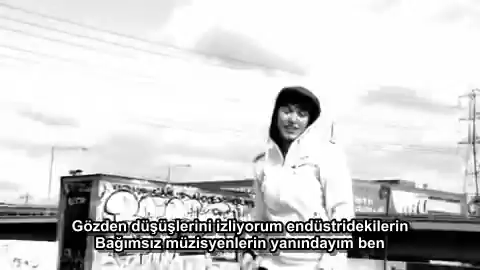 Gözden düşüşlerini izliyorum endüstridekilerin
Bağımsız müzisyenlerin yanındayım ben